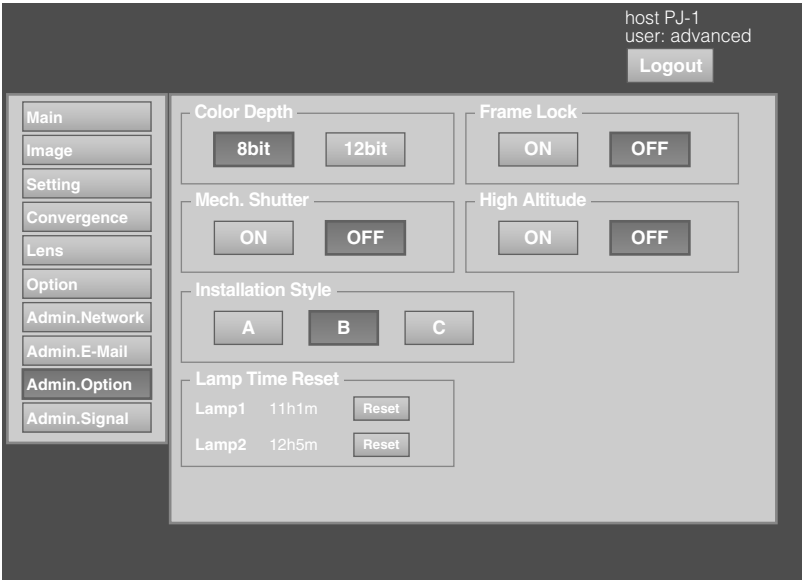 host PJ-1
user: advanced
Logout
Main
Image
Setting
Convergence
Lens
Option
Admin.Network
Admin.E-Mail
Admin.Option
Admin.Signal
Color Depth
8bit 12bit
Frame Lock
ON OFF
Mech. Shutter
ON OFF
High Altitude
ON OFF
Installation Style
A B C
Lamp Time Reset
Lamp1 11h1m Reset
Lamp2 12h5m Reset